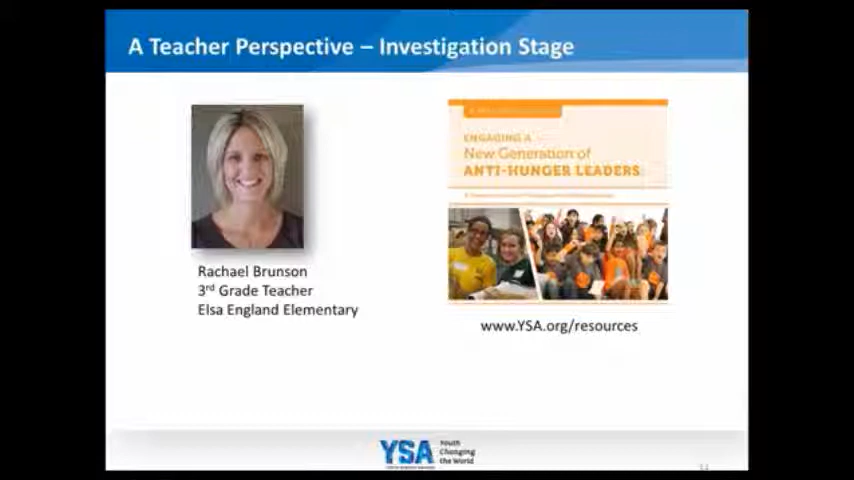 A Teacher Perspective – Investigation Stage
ENGAGING A
New Generation of
ANTI-HUNGER LEADERS
Rachael Brunson
3rd Grade Teacher
Elsa England Elementary
www.YSA.org/resources
YSA
Youth
Changing
the World